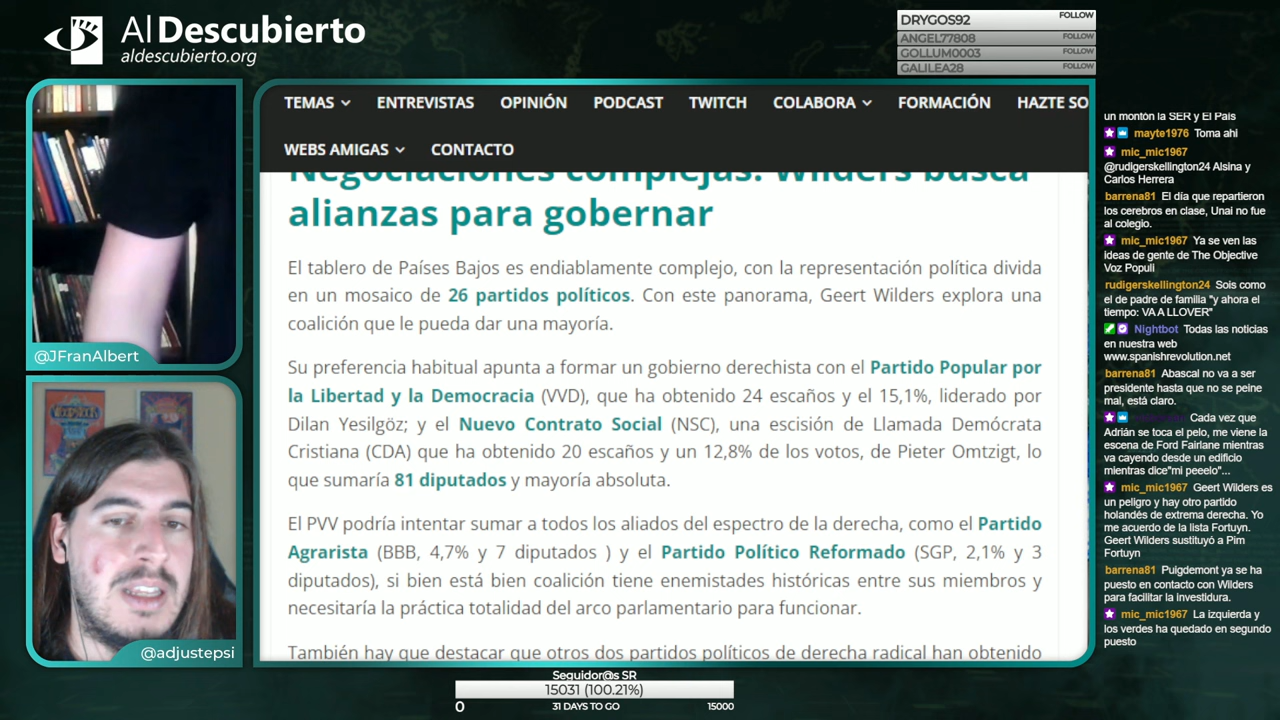 Al Descubierto
aldescubierto.org
DRYGOS92 FOLLOW
ANGEL77808 FOLLOW
GOLLUM0003 FOLLOW
GALILEA28 FOLLOW
TEMAS ENTREVISTAS OPINIÓN PODCAST TWITCH COLABORA FORMACIÓN HAZTE SO
WEBS AMIGAS CONTACTO
Negociaciones complejas: Wilders busca
alianzas para gobernar
El tablero de Países Bajos es endiablamente complejo, con la representación política divida
en un mosaico de 26 partidos políticos. Con este panorama, Geert Wilders explora una
coalición que le pueda dar una mayoría.
Su preferencia habitual apunta a formar un gobierno derechista con el Partido Popular por
la Libertad y la Democracia (VVD), que ha obtenido 24 escaños y el 15,1%, liderado por
Dilan Yesilgöz; y el Nuevo Contrato Social (NSC), una escisión de Llamada Demócrata
Cristiana (CDA) que ha obtenido 20 escaños y un 12,8% de los votos, de Pieter Omtzigt, lo
que sumaría 81 diputados y mayoría absoluta.
El PVV podría intentar sumar a todos los aliados del espectro de la derecha, como el Partido
Agrarista (BBB, 4,7% y 7 diputados ) y el Partido Político Reformado (SGP, 2,1% y 3
diputados), si bien está bien coalición tiene enemistades históricas entre sus miembros y
necesitaría la práctica totalidad del arco parlamentario para funcionar.
También hay que destacar que otros dos partidos políticos de derecha radical han obtenido
@JFranAlbert
@adjustepsi
un montón la SER y El País
mayte1976 Toma ahi
mic_mic1967
@rudigerskellington24 Alsina y
Carlos Herrera
barrena81 El día que repartieron
los cerebros en clase, Unai no fue
al colegio.
mic_mic1967 Ya se ven las
ideas de gente de The Objective
Voz Populi
rudigerskellington24 Sois como
el de padre de familia "y ahora el
tiempo: VA A LLOVER"
Nightbot Todas las noticias
en nuestra web
www.spanishrevolution.net
barrena81 Abascal no va a ser
presidente hasta que no se peine
mal, está claro.
Cada vez que
Adrián se toca el pelo, me viene la
escena de Ford Fairlane mientras
va cayendo desde un edificio
mientras dice"mi peeelo"...
mic_mic1967 Geert Wilders es
un peligro y hay otro partido
holandés de extrema derecha. Yo
me acuerdo de la lista Fortuyn.
Geert Wilders sustituyó a Pim
Fortuyn
barrena81 Puigdemont ya se ha
puesto en contacto con Wilders
para facilitar la investidura.
mic_mic1967 La izquierda y
los verdes ha quedado en segundo
puesto
Seguidor@s SR
15031 (100.21%)
0 31 DAYS TO GO 15000